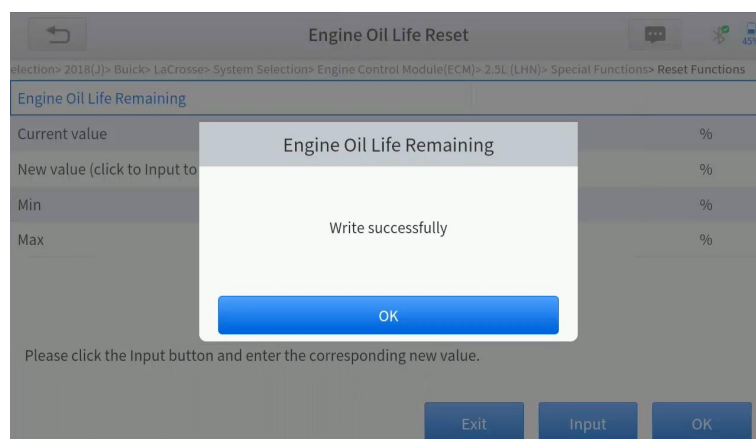 Engine Oil Life Reset
45%
election> 2018(J)> Buick> LaCrosse> System Selection> Engine Control Module(ECM)> 2.5L (LHN)> Special Functions> Reset Functions
Engine Oil Life Remaining
Current value %
New value (click to Input to %
Min %
Max %
Engine Oil Life Remaining
Write successfully
OK
Please click the Input button and enter the corresponding new value.
Exit Input OK